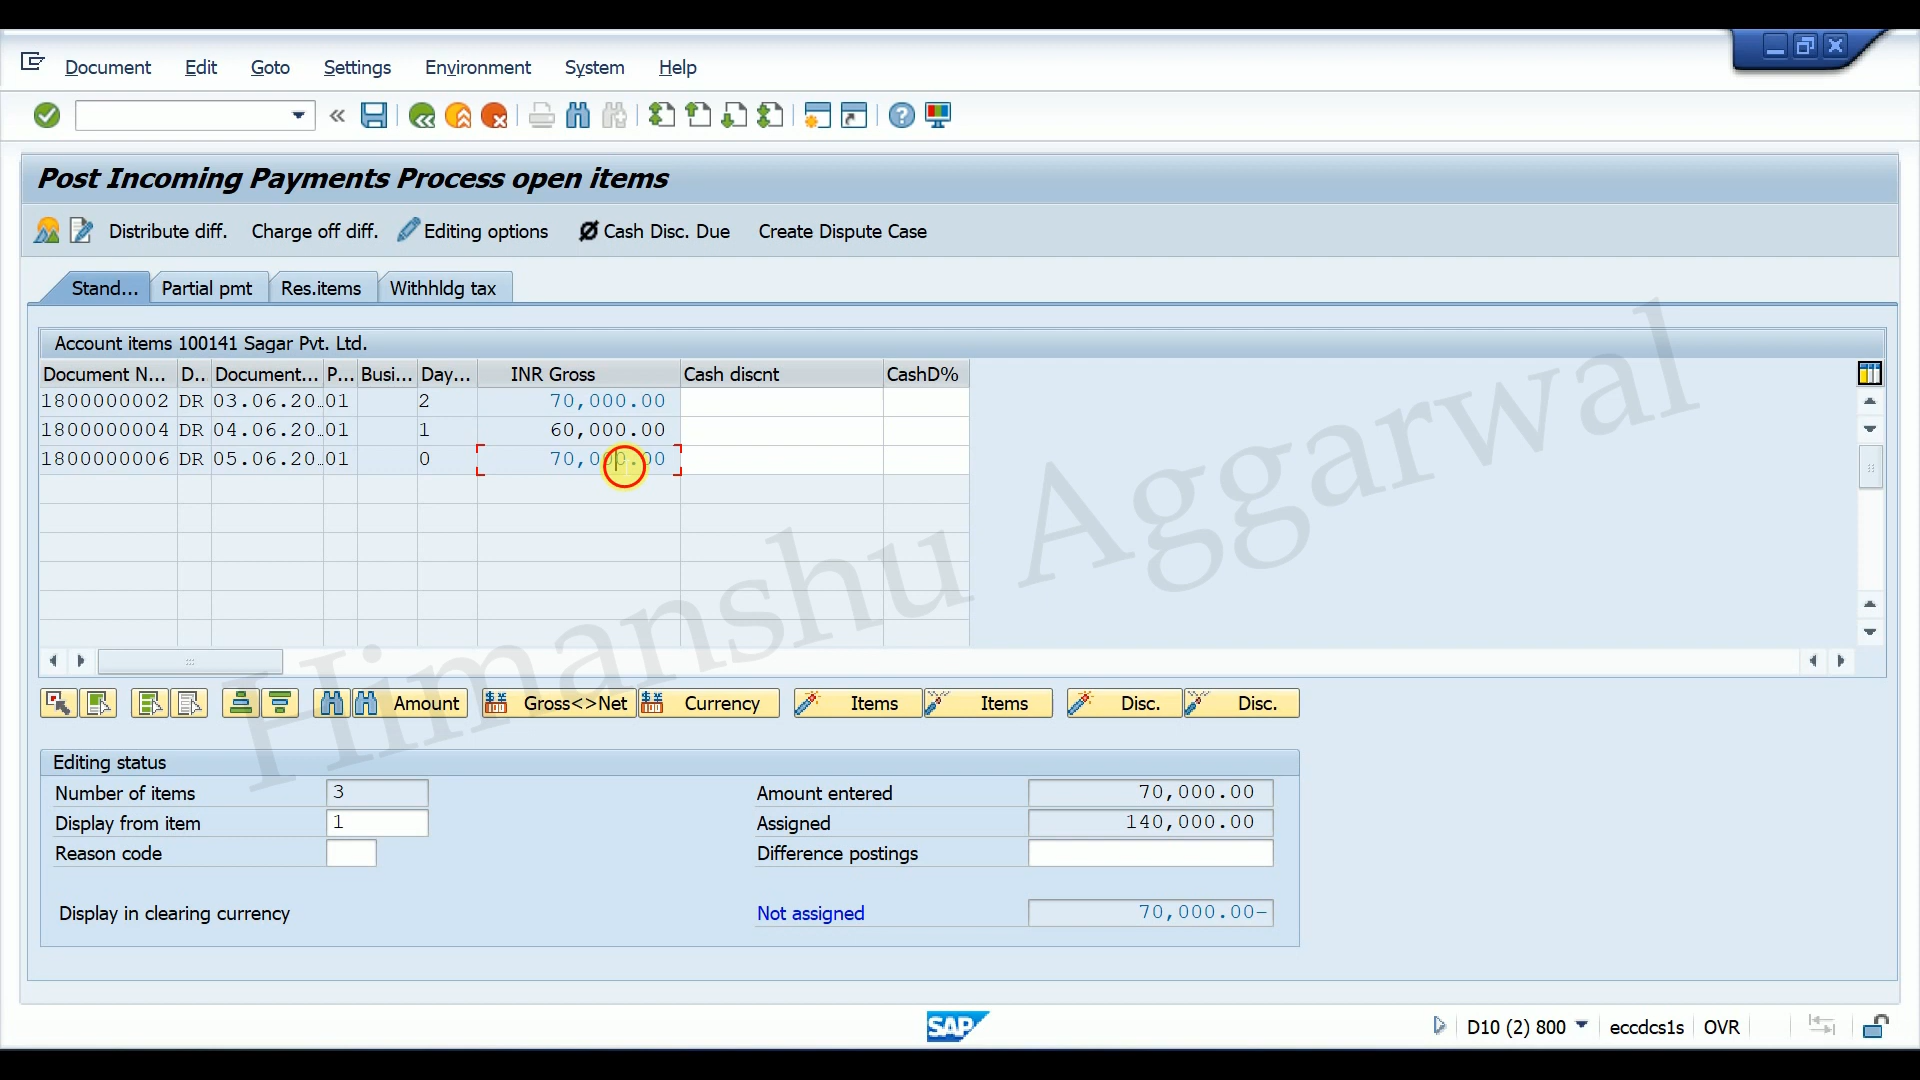 Document Edit Goto Settings Environment System Help
Post Incoming Payments Process open items
Distribute diff. Charge off diff. Editing options Cash Disc. Due Create Dispute Case
Stand... Partial pmt Res.items Withhldg tax
Account items 100141 Sagar Pvt. Ltd.
Document N... D.. Document... P... Busi... Day... INR Gross Cash discnt CashD%
1800000002 DR 03.06.20.. 01 2 70,000.00
1800000004 DR 04.06.20.. 01 1 60,000.00
1800000006 DR 05.06.20.. 01 0 70,000.00
Amount Gross<>Net Currency Items Items Disc. Disc.
Editing status
Number of items 3 Amount entered 70,000.00
Display from item 1 Assigned 140,000.00
Reason code Difference postings
Display in clearing currency Not assigned 70,000.00-
SAP D10 (2) 800 eccdcs1s OVR
Himanshu Aggarwal